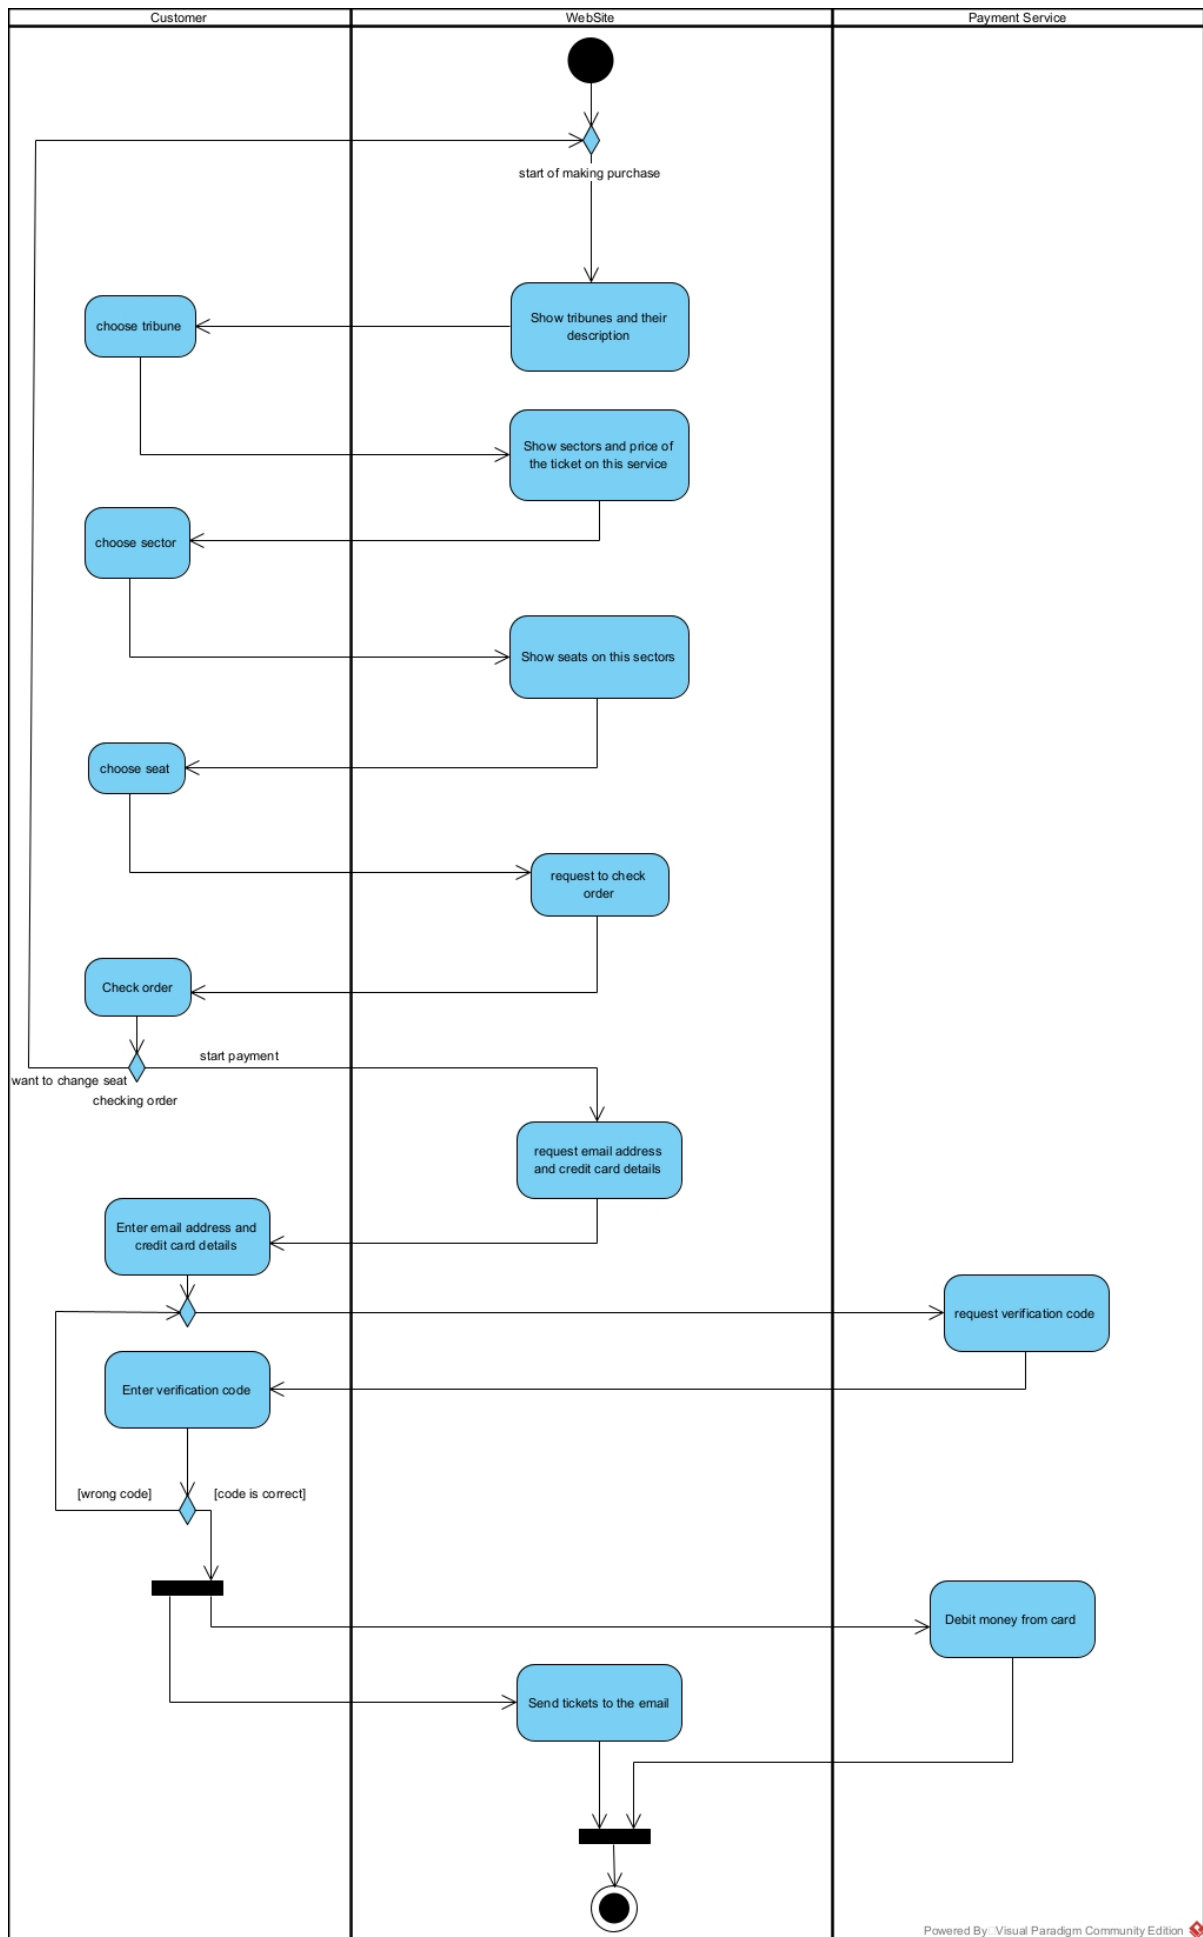 Customer
WebSite
Payment Service
start of making purchase
Show tribunes and their
description
choose tribune
Show sectors and price of
the ticket on this service
choose sector
Show seats on this sectors
choose seat
request to check
order
Check order
start payment
want to change seat
checking order
request email address
and credit card details
Enter email address and
credit card details
request verification code
Enter verification code
[wrong code]
[code is correct]
Debit money from card
Send tickets to the email
Powered By Visual Paradigm Community Edition